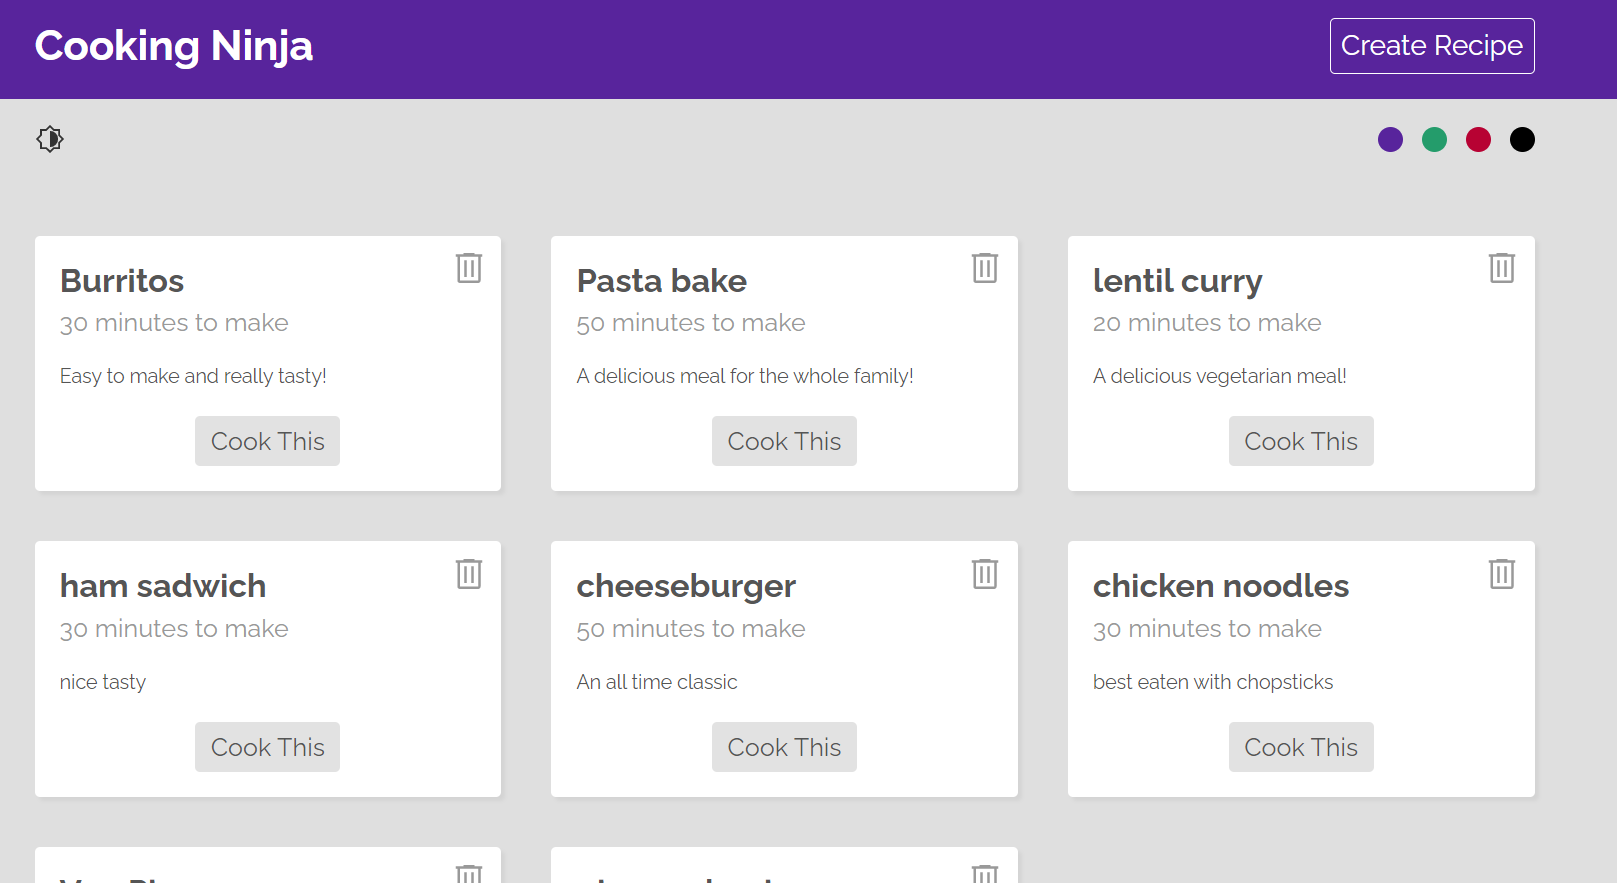 Cooking Ninja
Create Recipe
Burritos
30 minutes to make
Easy to make and really tasty!
Cook This
Pasta bake
50 minutes to make
A delicious meal for the whole family!
Cook This
lentil curry
20 minutes to make
A delicious vegetarian meal!
Cook This
ham sadwich
30 minutes to make
nice tasty
Cook This
cheeseburger
50 minutes to make
An all time classic
Cook This
chicken noodles
30 minutes to make
best eaten with chopsticks
Cook This